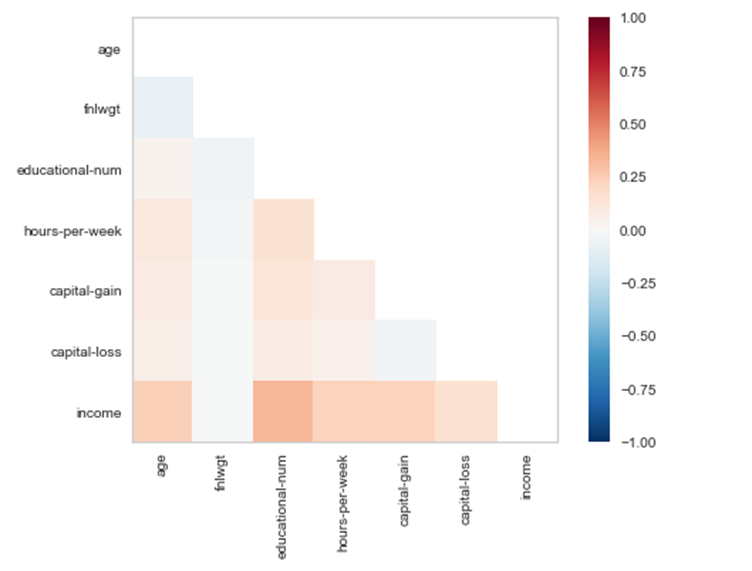 age
fnlwgt
educational-num
hours-per-week
capital-gain
capital-loss
income
age
fnlwgt
educational-num
hours-per-week
capital-gain
capital-loss
income
1.00
0.75
0.50
0.25
0.00
−0.25
−0.50
−0.75
−1.00